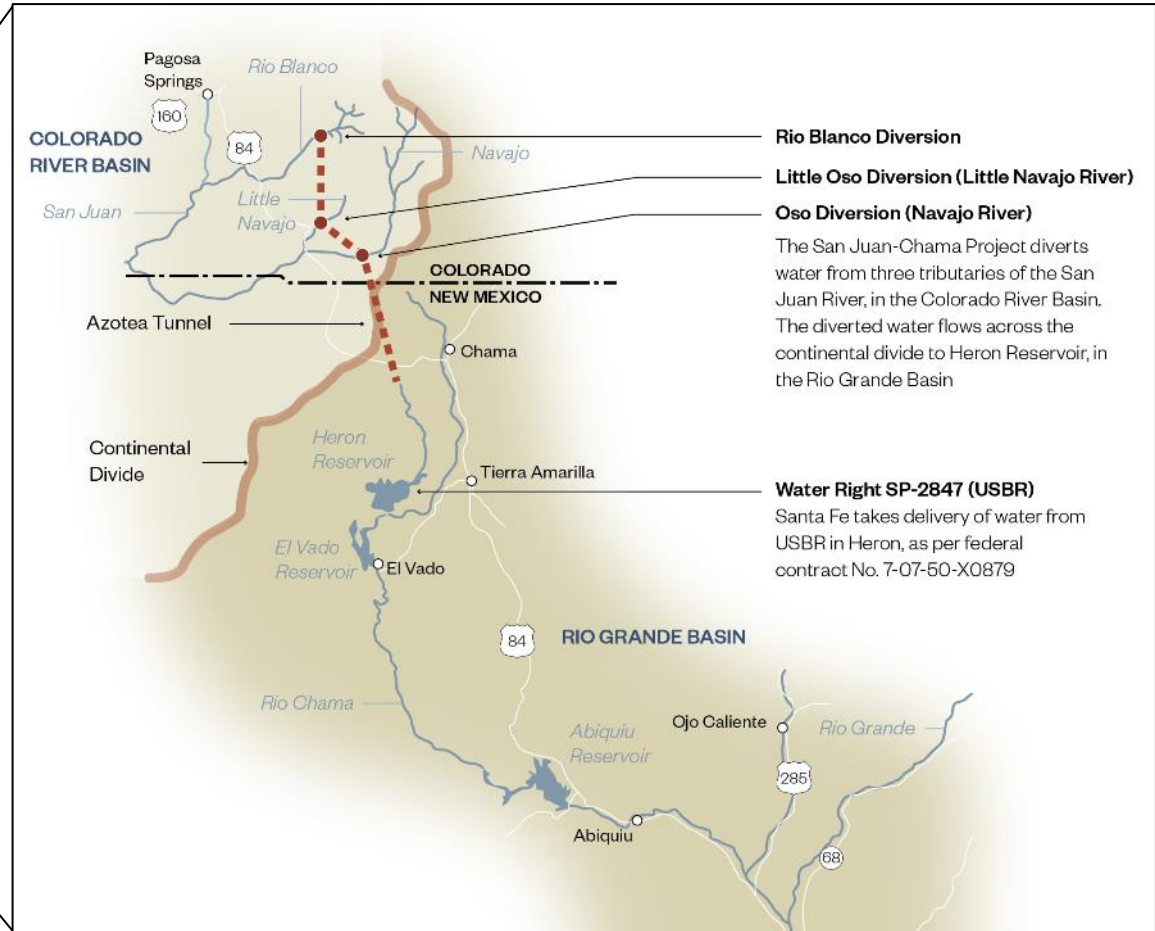 Pagosa
Springs
Rio Blanco
160
COLORADO
RIVER BASIN
84
Navajo
San Juan
Little
Navajo
Rio Blanco Diversion
Little Oso Diversion (Little Navajo River)
Oso Diversion (Navajo River)
The San Juan-Chama Project diverts
water from three tributaries of the San
Juan River, in the Colorado River Basin.
The diverted water flows across the
continental divide to Heron Reservoir, in
the Rio Grande Basin
COLORADO
NEW MEXICO
Azotea Tunnel
Chama
Continental
Divide
Heron
Reservoir
Tierra Amarilla
Water Right SP-2847 (USBR)
Santa Fe takes delivery of water from
USBR in Heron, as per federal
contract No. 7-07-50-X0879
El Vado
Reservoir
El Vado
84
RIO GRANDE BASIN
Rio Chama
Abiquiu
Reservoir
Ojo Caliente
Rio Grande
285
Abiquiu
68